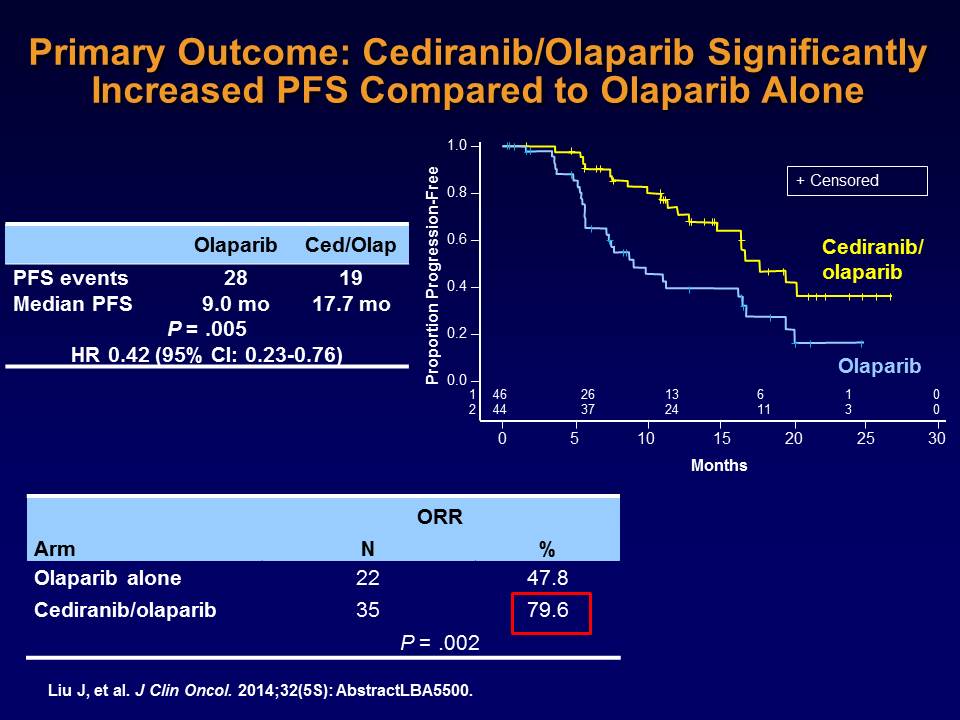 Primary Outcome: Cediranib/Olaparib Significantly
Increased PFS Compared to Olaparib Alone
Olaparib Ced/Olap
PFS events 28 19
Median PFS 9.0 mo 17.7 mo
P = .005
HR 0.42 (95% CI: 0.23-0.76)
Proportion Progression-Free
1.0
0.8
0.6
0.4
0.2
0.0
+ Censored
Cediranib/
olaparib
Olaparib
1 46 26 13 6 1 0
2 44 37 24 11 3 0
0 5 10 15 20 25 30
Months
ORR
Arm N %
Olaparib alone 22 47.8
Cediranib/olaparib 35 79.6
P = .002
Liu J, et al. J Clin Oncol. 2014;32(5S): AbstractLBA5500.